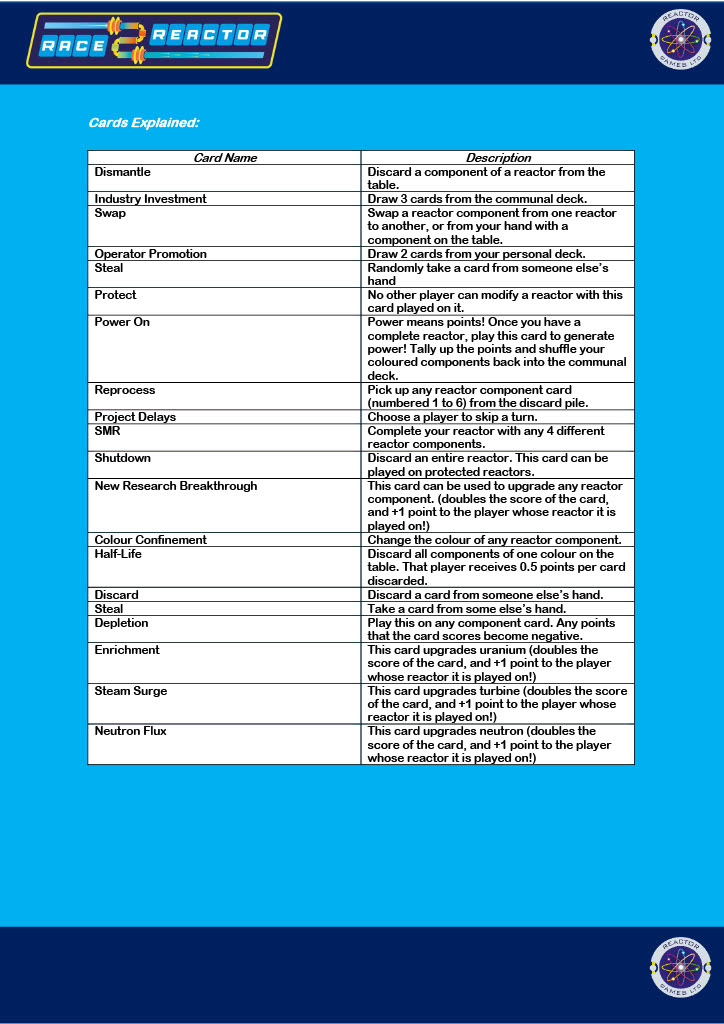 RACE 2 REACTOR
REACTOR
GAMES LTD
Cards Explained:
Card Name
Description
Dismantle
Discard a component of a reactor from the
table.
Industry Investment
Draw 3 cards from the communal deck.
Swap
Swap a reactor component from one reactor
to another, or from your hand with a
component on the table.
Operator Promotion
Draw 2 cards from your personal deck.
Steal
Randomly take a card from someone else's
hand
Protect
No other player can modify a reactor with this
card played on it.
Power On
Power means points! Once you have a
complete reactor, play this card to generate
power! Tally up the points and shuffle your
coloured components back into the communal
deck.
Reprocess
Pick up any reactor component card
(numbered 1 to 6) from the discard pile.
Project Delays
Choose a player to skip a turn.
SMR
Complete your reactor with any 4 different
reactor components.
Shutdown
Discard an entire reactor. This card can be
played on protected reactors.
New Research Breakthrough
This card can be used to upgrade any reactor
component. (doubles the score of the card,
and +1 point to the player whose reactor it is
played on!)
Colour Confinement
Change the colour of any reactor component.
Half-Life
Discard all components of one colour on the
table. That player receives 0.5 points per card
discarded.
Discard
Discard a card from someone else's hand.
Steal
Take a card from some else's hand.
Depletion
Play this on any component card. Any points
that the card scores become negative.
Enrichment
This card upgrades uranium (doubles the
score of the card, and +1 point to the player
whose reactor it is played on!)
Steam Surge
This card upgrades turbine (doubles the score
of the card, and +1 point to the player whose
reactor it is played on!)
Neutron Flux
This card upgrades neutron (doubles the
score of the card, and +1 point to the player
whose reactor it is played on!)
REACTOR
GAMES LTD